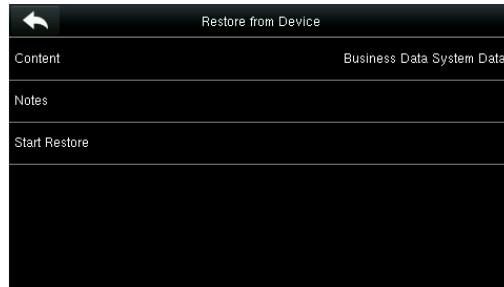 Restore from Device
Content Business Data System Data
Notes
Start Restore